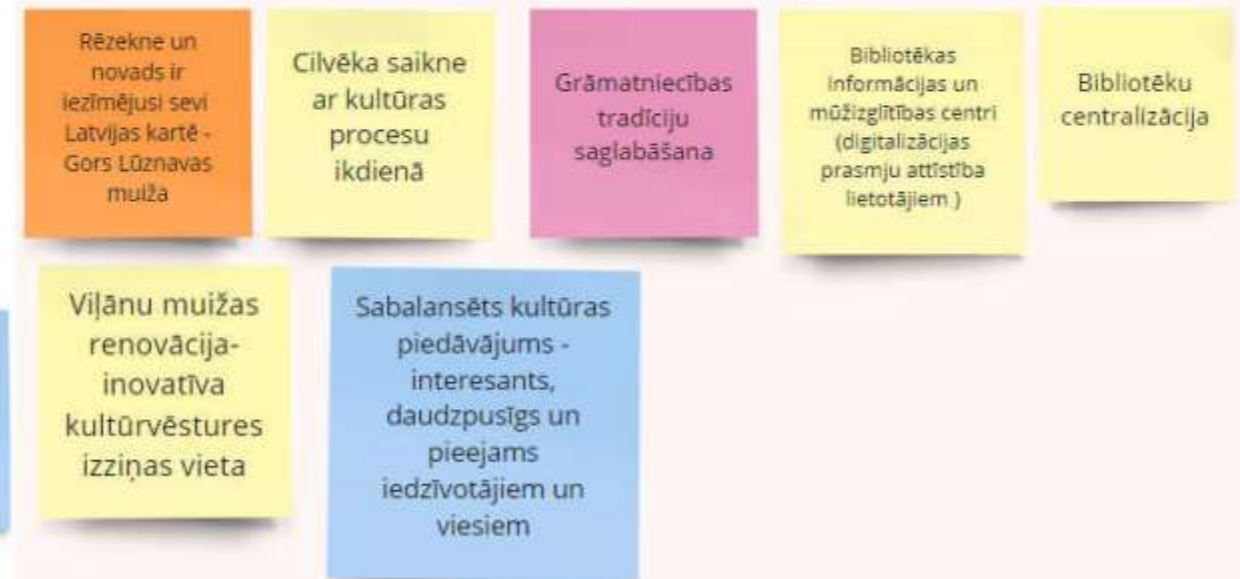 Rēzekne un
novads ir
iezīmējusi sevi
Latvijas kartē -
Gors Lūznavas
muiža
Cilvēka saikne
ar kultūras
procesu
ikdienā
Grāmatniecības
tradīciju
saglabāšana
Bibliotēkas
informācijas un
mūžizglītības centri
(digitalizācijas
prasmju attīstība
lietotājiem )
Bibliotēku
centralizācija
Viļānu muižas
renovācija-
inovatīva
kultūrvēstures
izziņas vieta
Sabalansēts kultūras
piedāvājums -
interesants,
daudzpusīgs un
pieejams
iedzīvotājiem un
viesiem